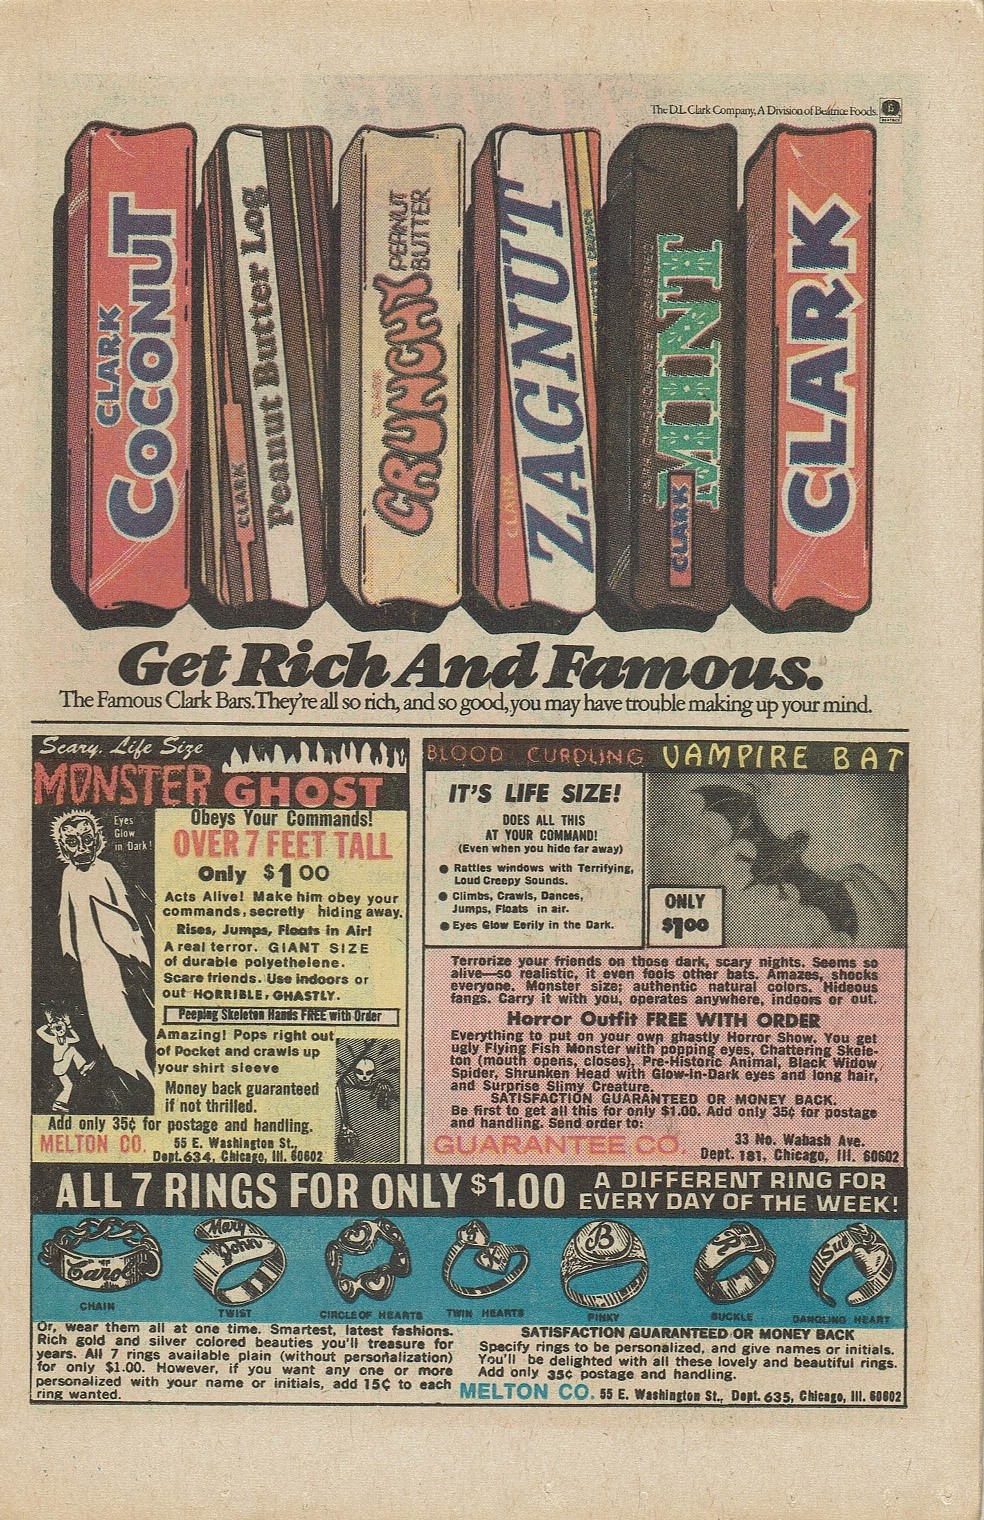 The D.L. Clark Company, A Division of Beatrice Foods.
BEATRICE
CLARK
COCONUT
CLARK
Peanut Butter Log
CRUNCHY
PEANUT
BUTTER
CLARK
ZAGNUT
CLARK
MINT
CLARK
Get Rich And Famous.
The Famous Clark Bars. They're all so rich, and so good, you may have trouble making up your mind.
Scary, Life Size
MONSTER GHOST
Eyes
Glow
in Dark!
Obeys Your Commands!
OVER 7 FEET TALL
Only $1 00
Acts Alive! Make him obey your
commands, secretly hiding away.
Rises, Jumps, Floats in Air!
A real terror. GIANT SIZE
of durable polyethelene.
Scare friends. Use indoors or
out HORRIBLE, GHASTLY.
Peeping Skeleton Hands FREE with Order
Amazing! Pops right out
of Pocket and crawls up
your shirt sleeve
Money back guaranteed
if not thrilled.
Add only 35¢ for postage and handling.
MELTON CO. 55 E. Washington St.,
Dept. 634, Chicago, Ill. 60602
BLOOD CURDLING VAMPIRE BAT
IT'S LIFE SIZE!
DOES ALL THIS
AT YOUR COMMAND!
(Even when you hide far away)
● Rattles windows with Terrifying,
Loud Creepy Sounds.
● Climbs, Crawls, Dances,
Jumps, Floats in air.
● Eyes Glow Eerily in the Dark.
ONLY
$100
Terrorize your friends on those dark, scary nights. Seems so
alive—so realistic, it even fools other bats. Amazes, shocks
everyone. Monster size; authentic natural colors. Hideous
fangs. Carry it with you, operates anywhere, indoors or out.
Horror Outfit FREE WITH ORDER
Everything to put on your own ghastly Horror Show. You get
ugly Flying Fish Monster with popping eyes, Chattering Skele-
ton (mouth opens, closes), Pre-Historic Animal, Black Widow
Spider, Shrunken Head with Glow-in-Dark eyes and long hair,
and Surprise Slimy Creature.
SATISFACTION GUARANTEED OR MONEY BACK.
Be first to get all this for only $1.00. Add only 35¢ for postage
and handling. Send order to:
GUARANTEE CO. 33 No. Wabash Ave.
Dept. 181, Chicago, Ill. 60602
ALL 7 RINGS FOR ONLY $1.00
A DIFFERENT RING FOR
EVERY DAY OF THE WEEK!
Carol
Mary
John
B
Sue
CHAIN
TWIST
CIRCLE OF HEARTS
TWIN HEARTS
PINKY
BUCKLE
DANGLING HEART
Or, wear them all at one time. Smartest, latest fashions.
Rich gold and silver colored beauties you'll treasure for
years. All 7 rings available plain (without personalization)
for only $1.00. However, if you want any one or more
personalized with your name or initials, add 15¢ to each
ring wanted.
SATISFACTION GUARANTEED OR MONEY BACK
Specify rings to be personalized, and give names or initials.
You'll be delighted with all these lovely and beautiful rings.
Add only 35¢ postage and handling.
MELTON CO. 55 E. Washington St., Dept. 635, Chicago, Ill. 60602